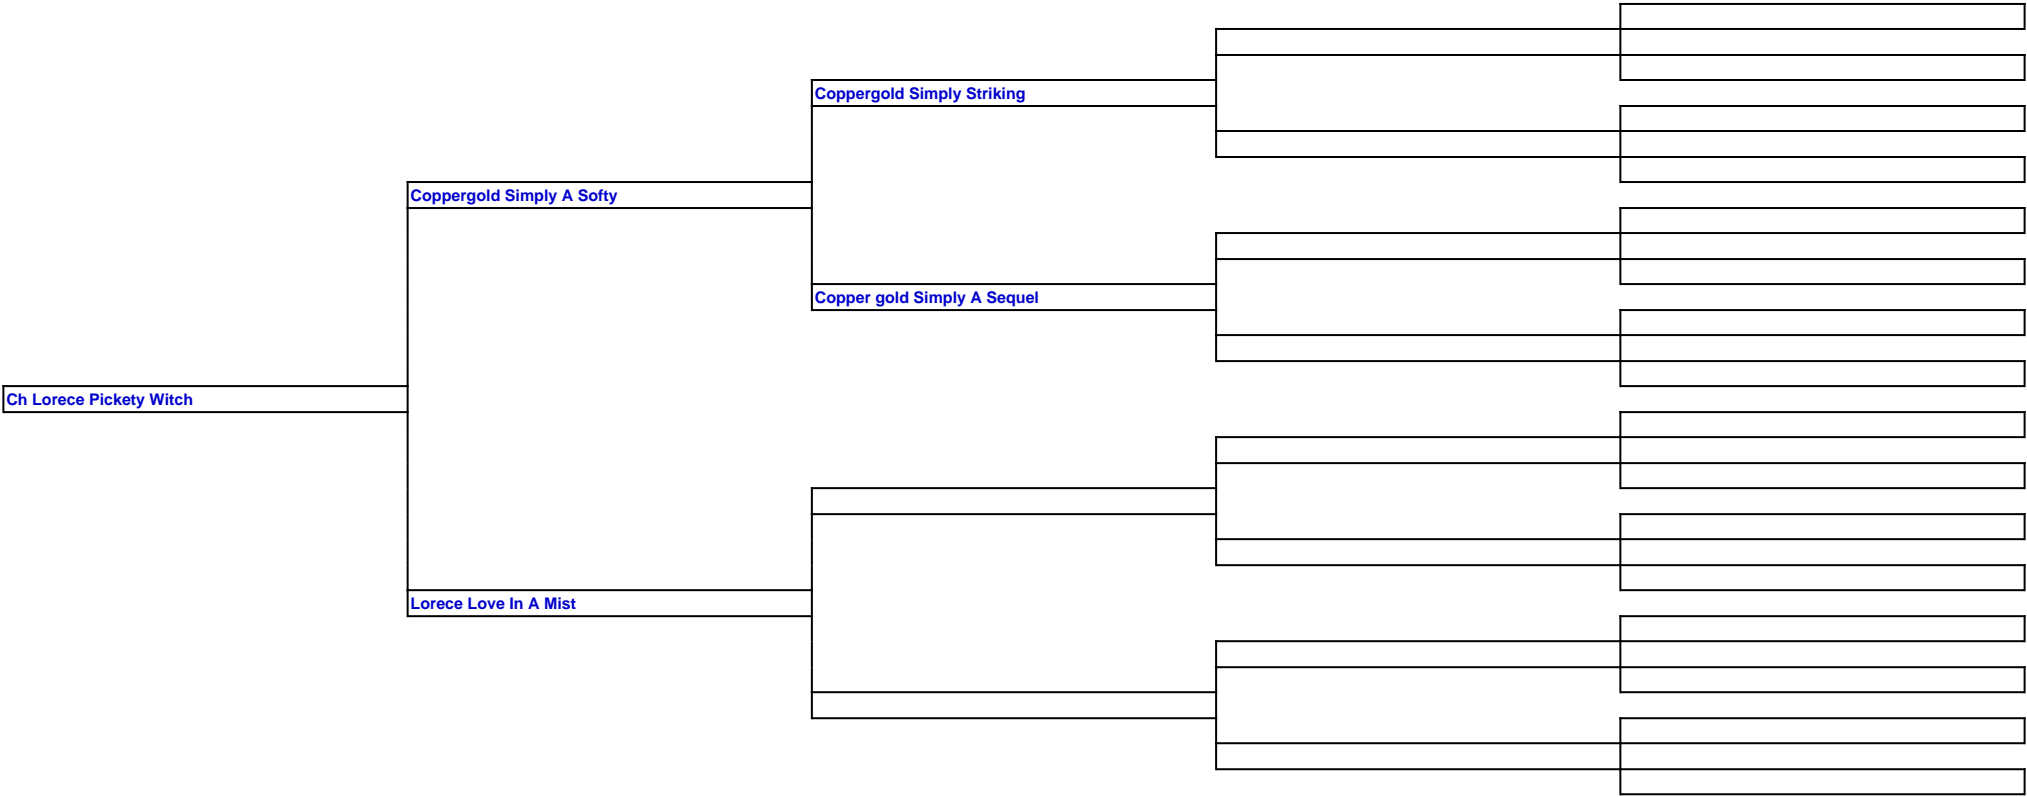 Coppergold Simply Striking
Coppergold Simply A Softy
Copper gold Simply A Sequel
Ch Lorece Pickety Witch
Lorece Love In A Mist